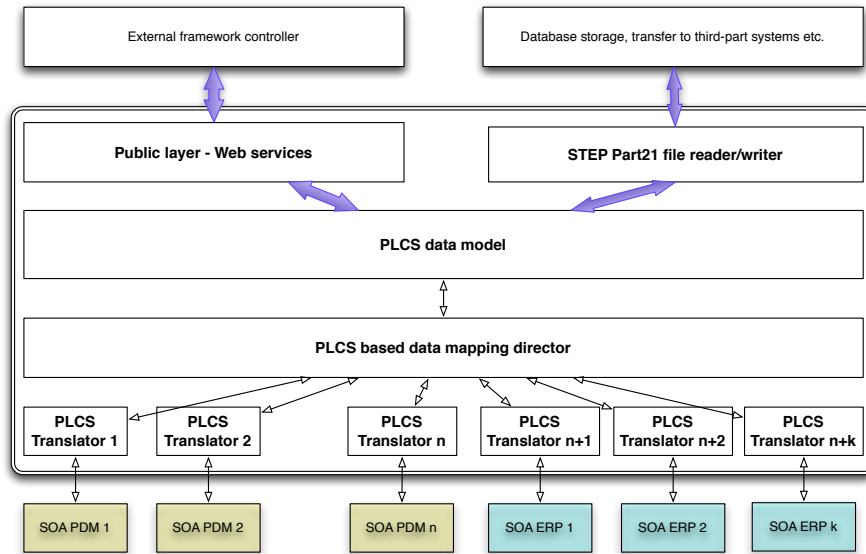 External framework controller
Database storage, transfer to third-part systems etc.
Public layer - Web services
STEP Part21 file reader/writer
PLCS data model
PLCS based data mapping director
PLCS
Translator 1
PLCS
Translator 2
PLCS
Translator n
PLCS
Translator n+1
PLCS
Translator n+2
PLCS
Translator n+k
SOA PDM 1
SOA PDM 2
SOA PDM n
SOA ERP 1
SOA ERP 2
SOA ERP k